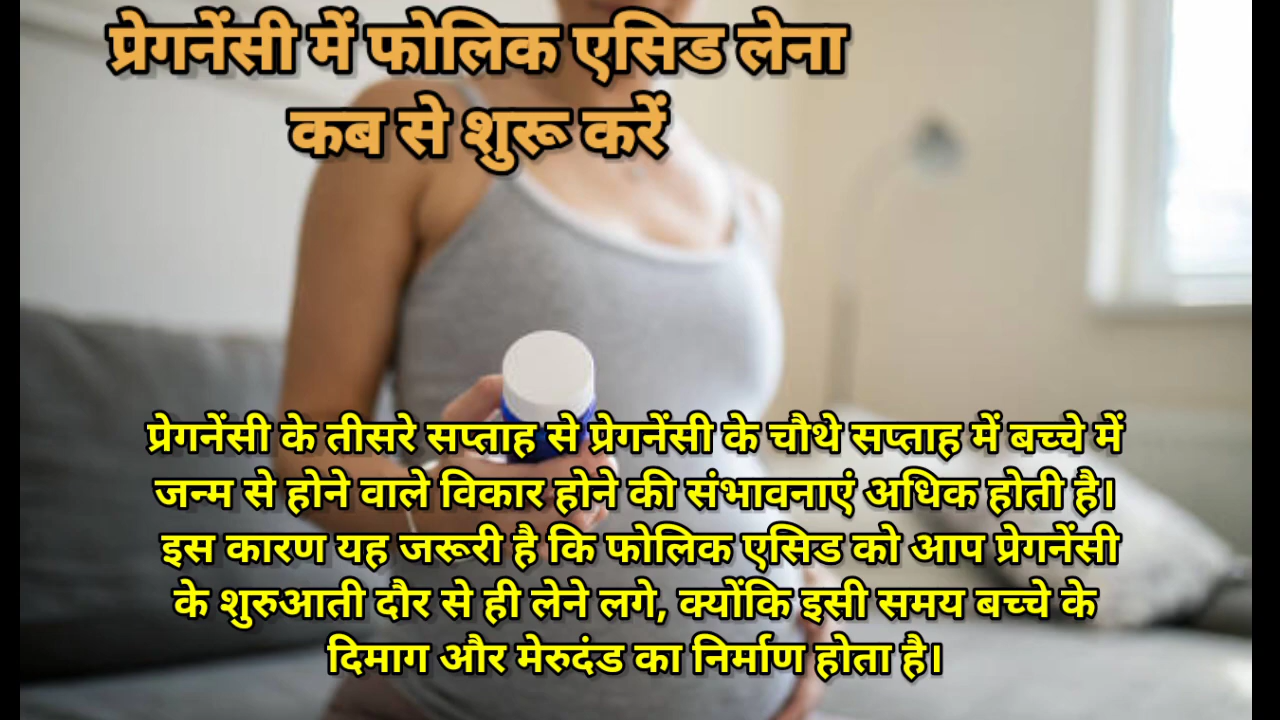 प्रेगनेंसी में फोलिक एसिड लेना
कब से शुरू करें
प्रेगनेंसी के तीसरे सप्ताह से प्रेगनेंसी के चौथे सप्ताह में बच्चे में
जन्म से होने वाले विकार होने की संभावनाएं अधिक होती है।
इस कारण यह जरूरी है कि फोलिक एसिड को आप प्रेगनेंसी
के शुरुआती दौर से ही लेने लगे, क्योंकि इसी समय बच्चे के
दिमाग और मेरुदंड का निर्माण होता है।